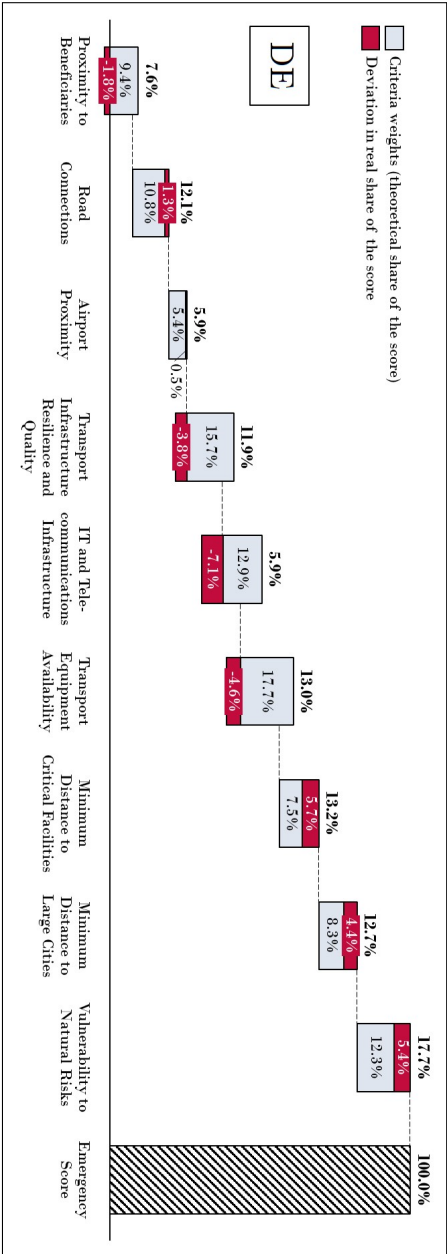 Criteria weights (theoretical share of the score)
Deviation in real share of the score
DE
7.6%
9.4%
-1.8%
12.1%
1.3%
10.8%
5.9%
5.4%
0.5%
11.9%
15.7%
-3.8%
5.9%
12.9%
-7.1%
13.0%
17.7%
-4.6%
13.2%
5.7%
7.5%
12.7%
4.4%
8.3%
17.7%
5.4%
12.3%
100.0%
Proximity to
Beneficiaries
Road
Connections
Airport
Proximity
Transport
Infrastructure
Resilience and
Quality
IT and Tele-
communications
Infrastructure
Transport
Equipment
Availability
Minimum
Distance to
Critical Facilities
Minimum
Distance to
Large Cities
Vulnerability to
Natural Risks
Emergency
Score